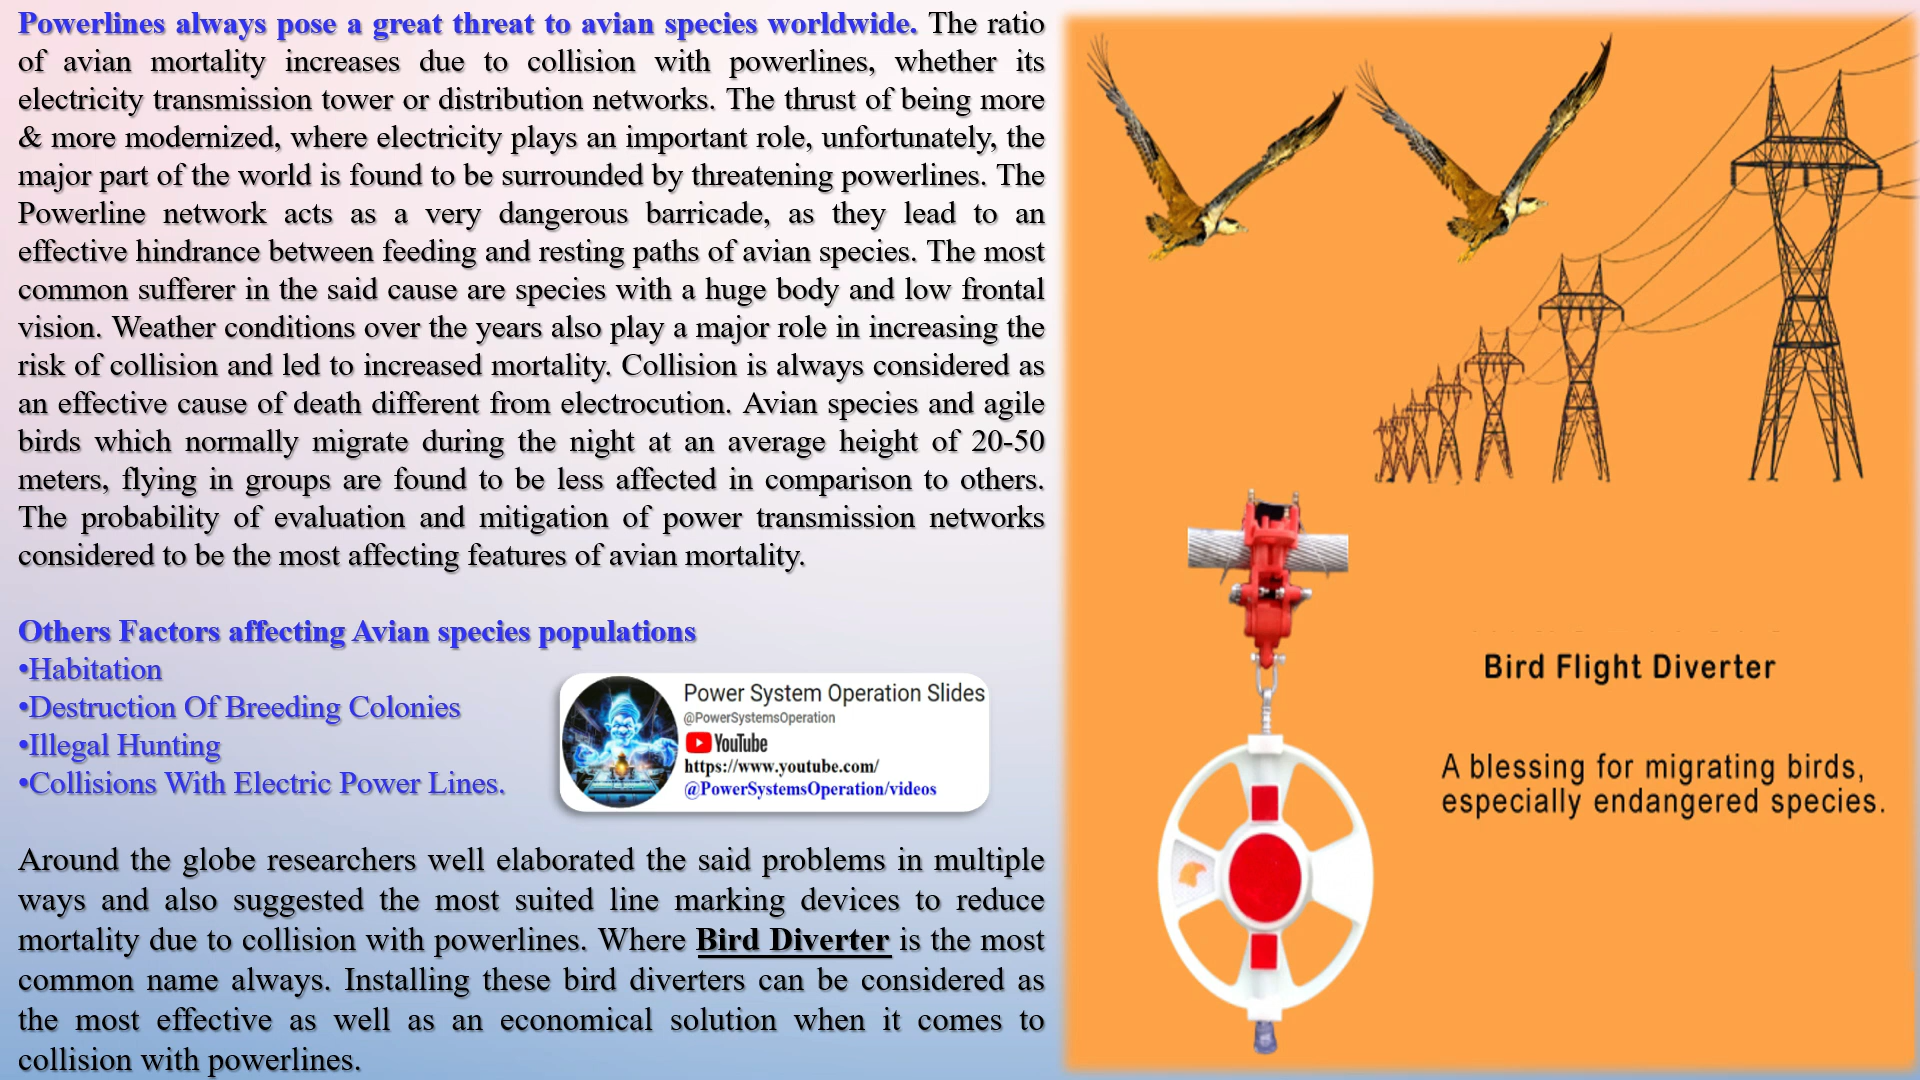 Powerlines always pose a great threat to avian species worldwide. The ratio
of avian mortality increases due to collision with powerlines, whether its
electricity transmission tower or distribution networks. The thrust of being more
& more modernized, where electricity plays an important role, unfortunately, the
major part of the world is found to be surrounded by threatening powerlines. The
Powerline network acts as a very dangerous barricade, as they lead to an
effective hindrance between feeding and resting paths of avian species. The most
common sufferer in the said cause are species with a huge body and low frontal
vision. Weather conditions over the years also play a major role in increasing the
risk of collision and led to increased mortality. Collision is always considered as
an effective cause of death different from electrocution. Avian species and agile
birds which normally migrate during the night at an average height of 20-50
meters, flying in groups are found to be less affected in comparison to others.
The probability of evaluation and mitigation of power transmission networks
considered to be the most affecting features of avian mortality.
Others Factors affecting Avian species populations
•Habitation
•Destruction Of Breeding Colonies
•Illegal Hunting
•Collisions With Electric Power Lines.
Power System Operation Slides
@PowerSystemsOperation
YouTube
https://www.youtube.com/
@PowerSystemsOperation/videos
Around the globe researchers well elaborated the said problems in multiple
ways and also suggested the most suited line marking devices to reduce
mortality due to collision with powerlines. Where Bird Diverter is the most
common name always. Installing these bird diverters can be considered as
the most effective as well as an economical solution when it comes to
collision with powerlines.
Bird Flight Diverter
A blessing for migrating birds,
especially endangered species.